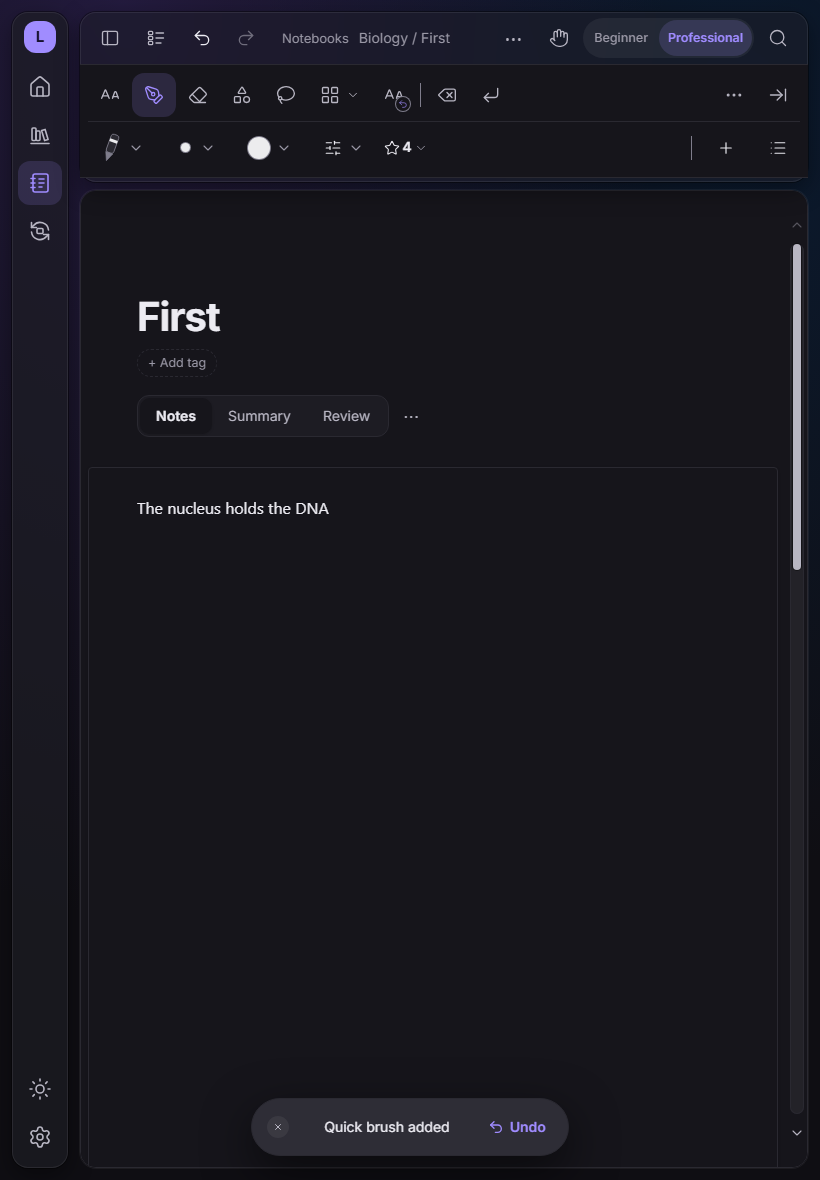 L
Notebooks Biology / First
Beginner Professional
4
First
+ Add tag
Notes Summary Review
The nucleus holds the DNA
Quick brush added Undo